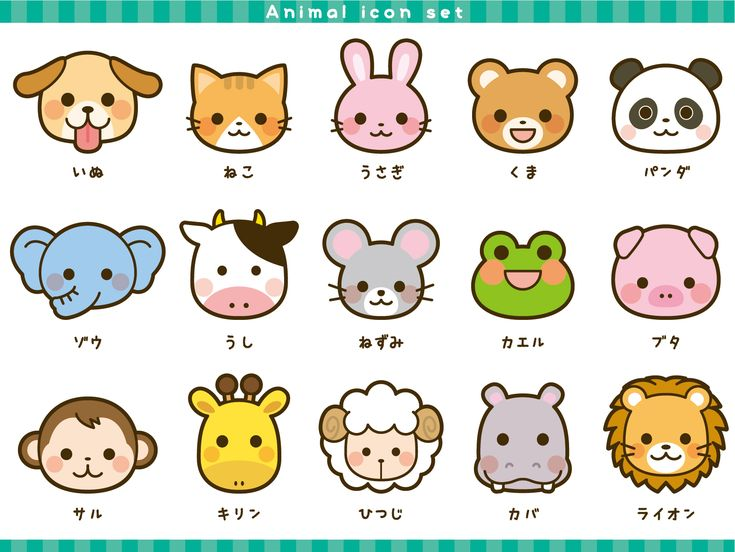 Animal icon set
いぬ
ねこ
うさぎ
くま
パンダ
ゾウ
うし
ねずみ
カエル
ブタ
サル
キリン
ひつじ
カバ
ライオン